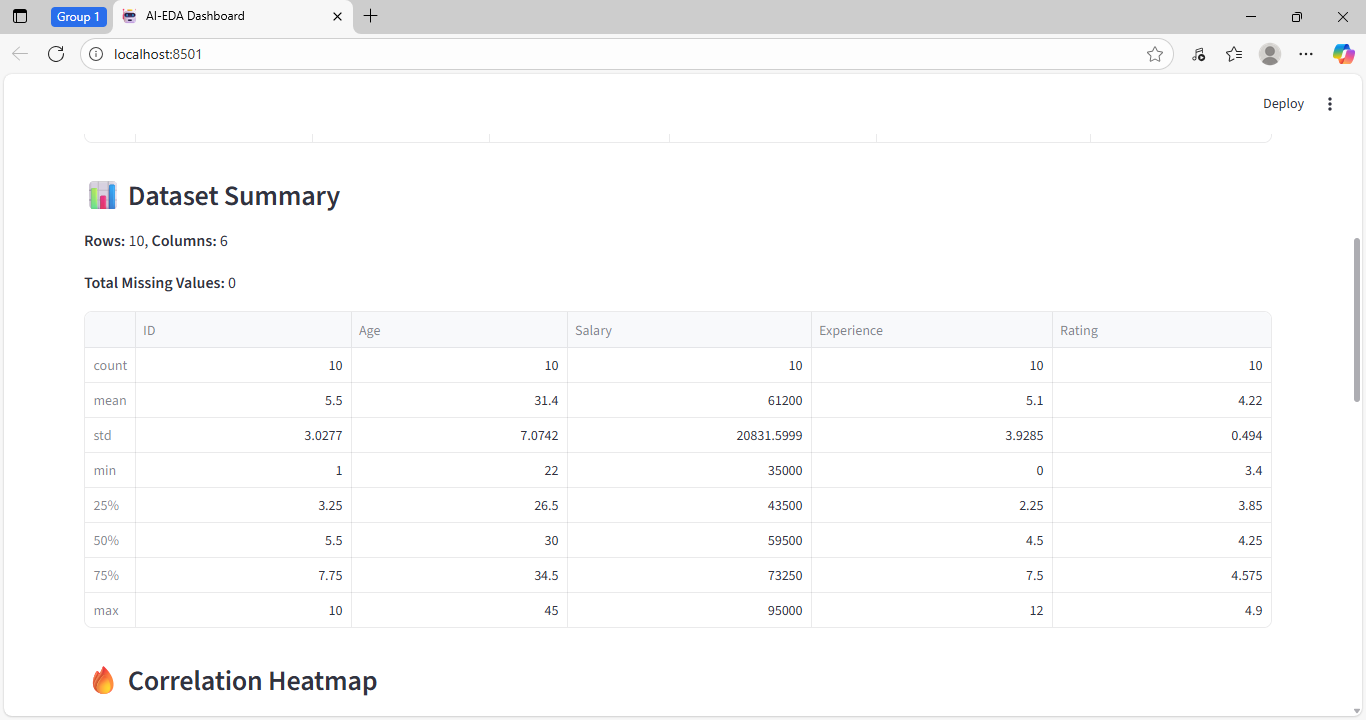 Group 1 AI-EDA Dashboard
localhost:8501
Deploy
Dataset Summary
Rows: 10, Columns: 6
Total Missing Values: 0
ID Age Salary Experience Rating
count 10 10 10 10 10
mean 5.5 31.4 61200 5.1 4.22
std 3.0277 7.0742 20831.5999 3.9285 0.494
min 1 22 35000 0 3.4
25% 3.25 26.5 43500 2.25 3.85
50% 5.5 30 59500 4.5 4.25
75% 7.75 34.5 73250 7.5 4.575
max 10 45 95000 12 4.9
Correlation Heatmap